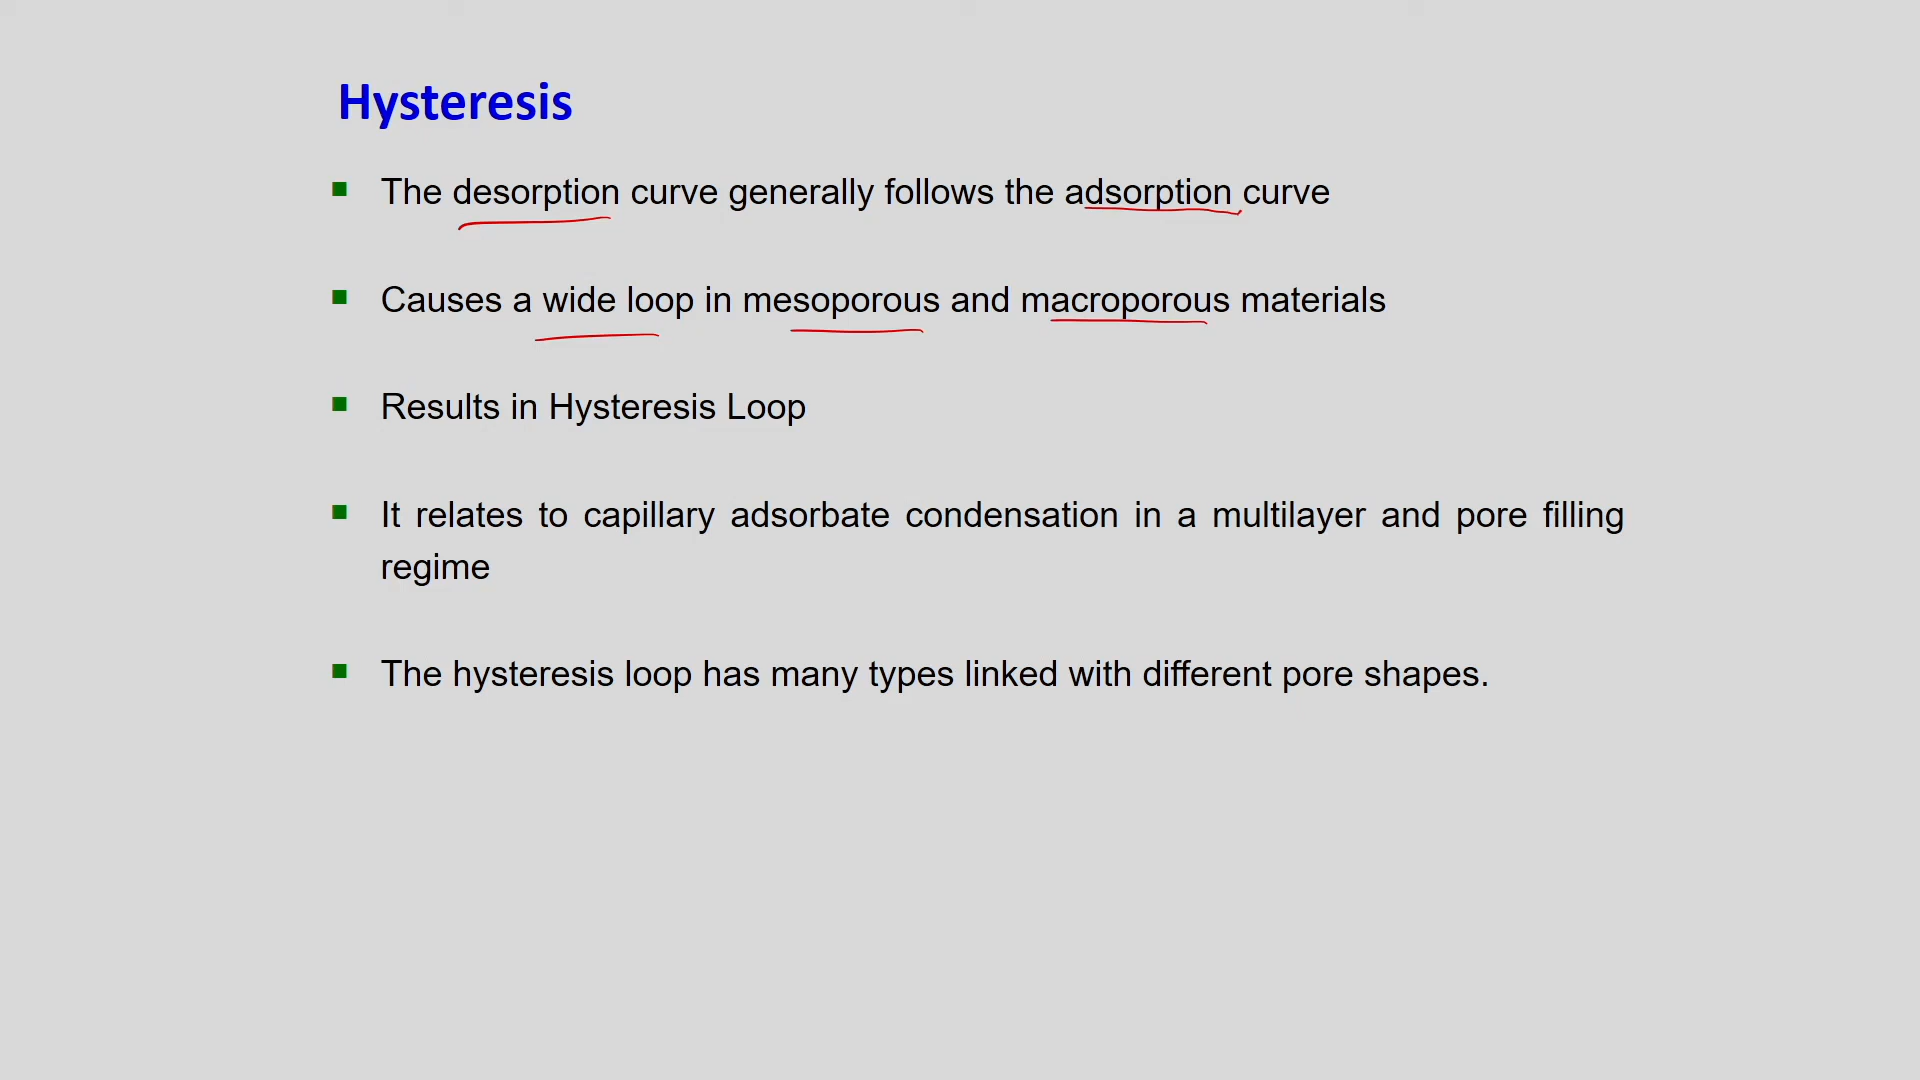 Hysteresis
The desorption curve generally follows the adsorption curve
Causes a wide loop in mesoporous and macroporous materials
Results in Hysteresis Loop
It relates to capillary adsorbate condensation in a multilayer and pore filling
regime
The hysteresis loop has many types linked with different pore shapes.